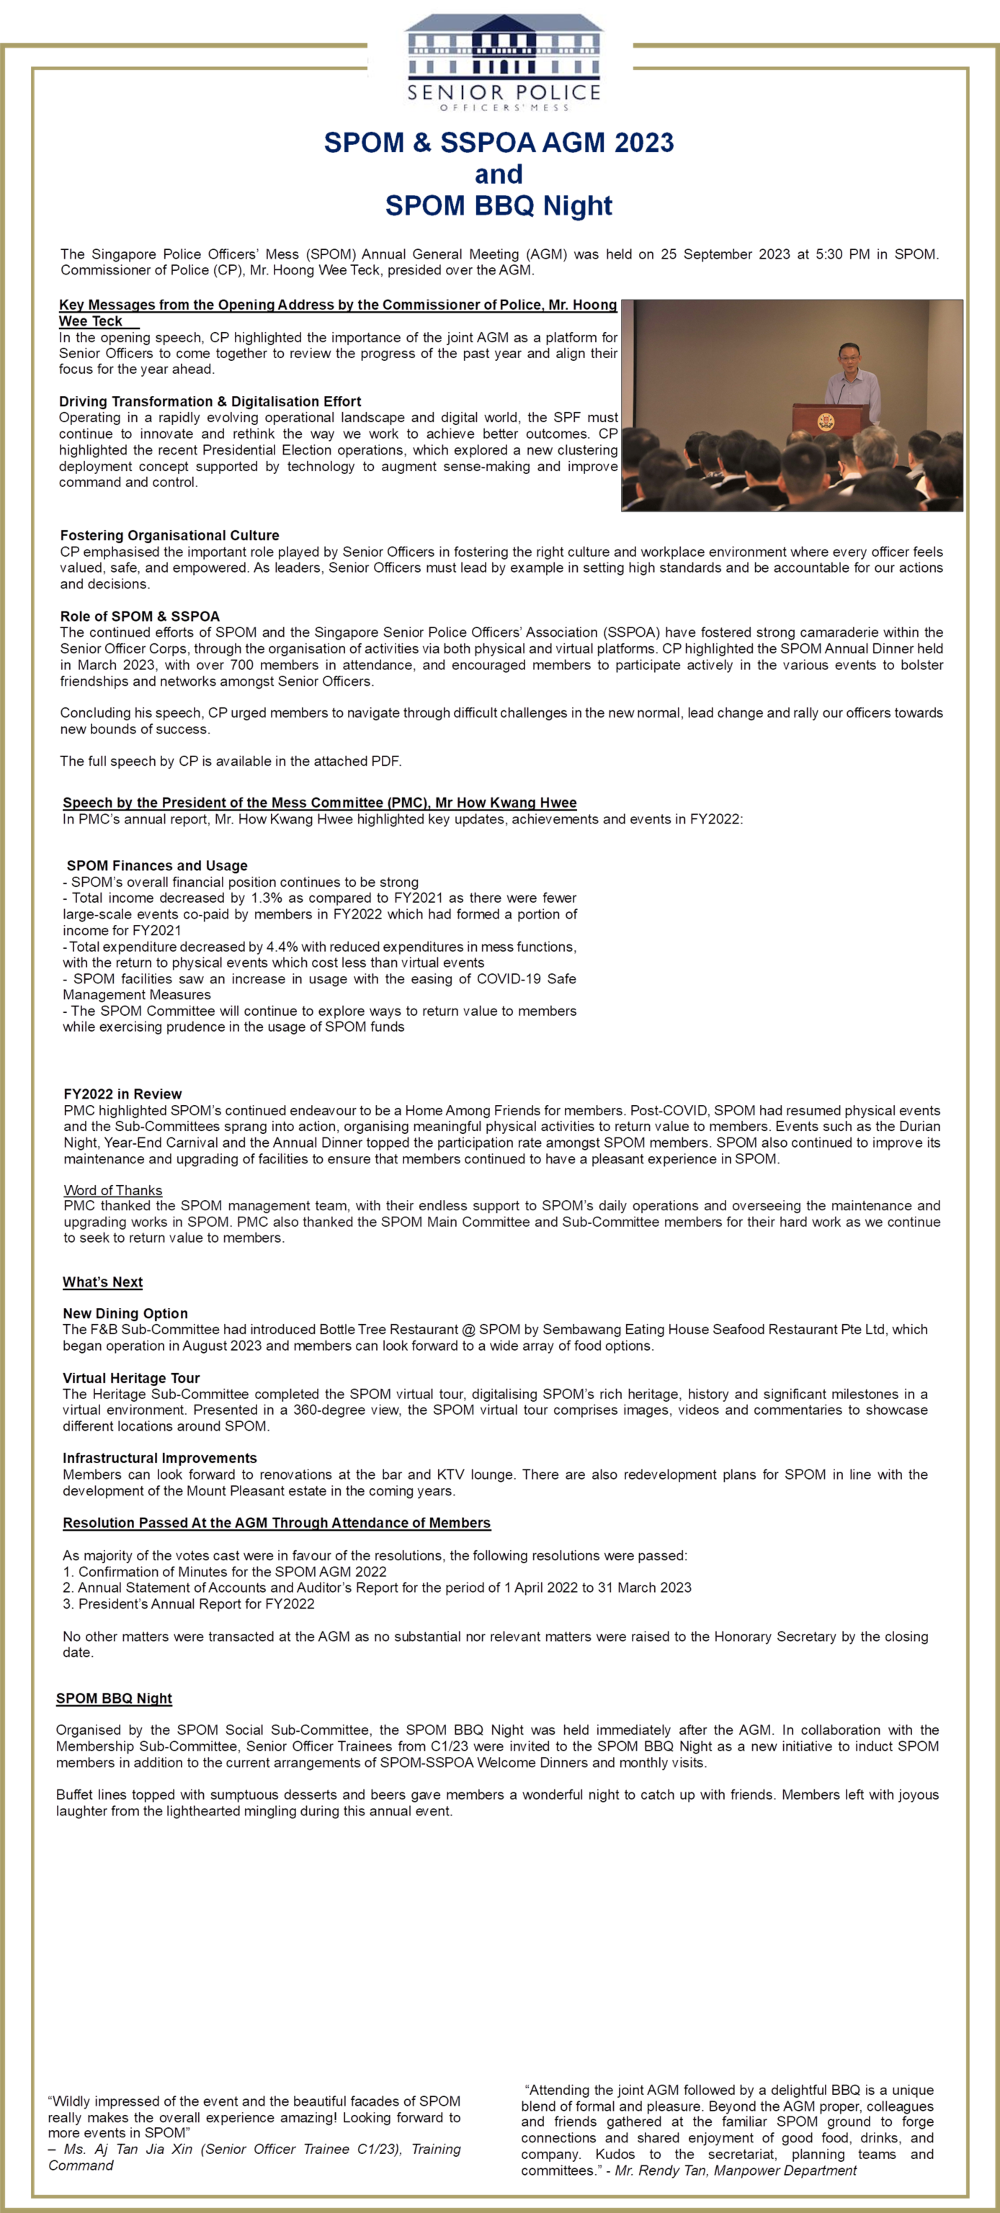 SENIOR POLICE
OFFICERS' MESS
SPOM & SSPOA AGM 2023
and
SPOM BBQ Night
The Singapore Police Officers' Mess (SPOM) Annual General Meeting (AGM) was held on 25 September 2023 at 5:30 PM in SPOM.
Commissioner of Police (CP), Mr. Hoong Wee Teck, presided over the AGM.
Key Messages from the Opening Address by the Commissioner of Police, Mr. Hoong
Wee Teck
In the opening speech, CP highlighted the importance of the joint AGM as a platform for
Senior Officers to come together to review the progress of the past year and align their
focus for the year ahead.
Driving Transformation & Digitalisation Effort
Operating in a rapidly evolving operational landscape and digital world, the SPF must
continue to innovate and rethink the way we work to achieve better outcomes. CP
highlighted the recent Presidential Election operations, which explored a new clustering
deployment concept supported by technology to augment sense-making and improve
command and control.
Fostering Organisational Culture
CP emphasised the important role played by Senior Officers in fostering the right culture and workplace environment where every officer feels
valued, safe, and empowered. As leaders, Senior Officers must lead by example in setting high standards and be accountable for our actions
and decisions.
Role of SPOM & SSPOA
The continued efforts of SPOM and the Singapore Senior Police Officers' Association (SSPOA) have fostered strong camaraderie within the
Senior Officer Corps, through the organisation of activities via both physical and virtual platforms. CP highlighted the SPOM Annual Dinner held
in March 2023, with over 700 members in attendance, and encouraged members to participate actively in the various events to bolster
friendships and networks amongst Senior Officers.
Concluding his speech, CP urged members to navigate through difficult challenges in the new normal, lead change and rally our officers towards
new bounds of success.
The full speech by CP is available in the attached PDF.
Speech by the President of the Mess Committee (PMC), Mr How Kwang Hwee
In PMC's annual report, Mr. How Kwang Hwee highlighted key updates, achievements and events in FY2022:
SPOM Finances and Usage
- SPOM's overall financial position continues to be strong
- Total income decreased by 1.3% as compared to FY2021 as there were fewer
large-scale events co-paid by members in FY2022 which had formed a portion of
income for FY2021
- Total expenditure decreased by 4.4% with reduced expenditures in mess functions,
with the return to physical events which cost less than virtual events
- SPOM facilities saw an increase in usage with the easing of COVID-19 Safe
Management Measures
- The SPOM Committee will continue to explore ways to return value to members
while exercising prudence in the usage of SPOM funds
FY2022 in Review
PMC highlighted SPOM's continued endeavour to be a Home Among Friends for members. Post-COVID, SPOM had resumed physical events
and the Sub-Committees sprang into action, organising meaningful physical activities to return value to members. Events such as the Durian
Night, Year-End Carnival and the Annual Dinner topped the participation rate amongst SPOM members. SPOM also continued to improve its
maintenance and upgrading of facilities to ensure that members continued to have a pleasant experience in SPOM.
Word of Thanks
PMC thanked the SPOM management team, with their endless support to SPOM's daily operations and overseeing the maintenance and
upgrading works in SPOM. PMC also thanked the SPOM Main Committee and Sub-Committee members for their hard work as we continue
to seek to return value to members.
What's Next
New Dining Option
The F&B Sub-Committee had introduced Bottle Tree Restaurant @ SPOM by Sembawang Eating House Seafood Restaurant Pte Ltd, which
began operation in August 2023 and members can look forward to a wide array of food options.
Virtual Heritage Tour
The Heritage Sub-Committee completed the SPOM virtual tour, digitalising SPOM's rich heritage, history and significant milestones in a
virtual environment. Presented in a 360-degree view, the SPOM virtual tour comprises images, videos and commentaries to showcase
different locations around SPOM.
Infrastructural Improvements
Members can look forward to renovations at the bar and KTV lounge. There are also redevelopment plans for SPOM in line with the
development of the Mount Pleasant estate in the coming years.
Resolution Passed At the AGM Through Attendance of Members
As majority of the votes cast were in favour of the resolutions, the following resolutions were passed:
1. Confirmation of Minutes for the SPOM AGM 2022
2. Annual Statement of Accounts and Auditor's Report for the period of 1 April 2022 to 31 March 2023
3. President's Annual Report for FY2022
No other matters were transacted at the AGM as no substantial nor relevant matters were raised to the Honorary Secretary by the closing
date.
SPOM BBQ Night
Organised by the SPOM Social Sub-Committee, the SPOM BBQ Night was held immediately after the AGM. In collaboration with the
Membership Sub-Committee, Senior Officer Trainees from C1/23 were invited to the SPOM BBQ Night as a new initiative to induct SPOM
members in addition to the current arrangements of SPOM-SSPOA Welcome Dinners and monthly visits.
Buffet lines topped with sumptuous desserts and beers gave members a wonderful night to catch up with friends. Members left with joyous
laughter from the lighthearted mingling during this annual event.
"Wildly impressed of the event and the beautiful facades of SPOM
really makes the overall experience amazing! Looking forward to
more events in SPOM"
– Ms. Aj Tan Jia Xin (Senior Officer Trainee C1/23), Training
Command
"Attending the joint AGM followed by a delightful BBQ is a unique
blend of formal and pleasure. Beyond the AGM proper, colleagues
and friends gathered at the familiar SPOM ground to forge
connections and shared enjoyment of good food, drinks, and
company. Kudos to the secretariat, planning teams and
committees." - Mr. Rendy Tan, Manpower Department